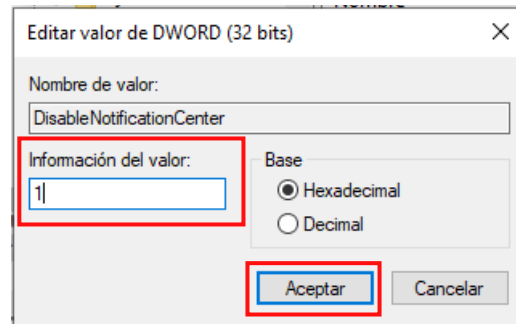 Editar valor de DWORD (32 bits)
Nombre de valor:
DisableNotificationCenter
Información del valor:
1
Base
Hexadecimal
Decimal
Aceptar
Cancelar